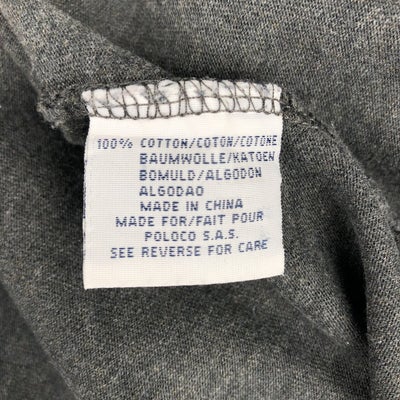 100% COTTON/COTON/COTONE
BAUMWOLLE/KATOEN
BOMULD/ALGODON
ALGODAO
MADE IN CHINA
MADE FOR/FAIT POUR
POLOCO S.A.S.
SEE REVERSE FOR CARE